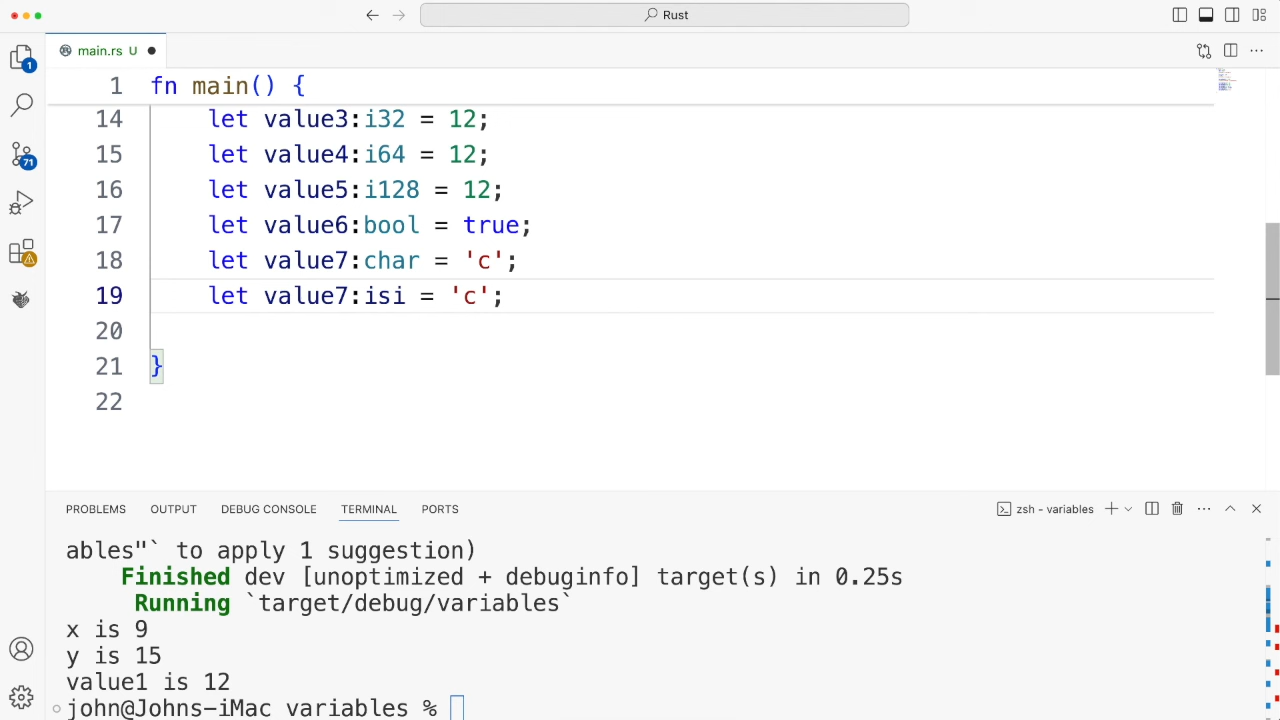 Rust
main.rs U
1 fn main() {
14 let value3:i32 = 12;
15 let value4:i64 = 12;
16 let value5:i128 = 12;
17 let value6:bool = true;
18 let value7:char = 'c';
19 let value7:isi = 'c';
20
21 }
22
1
71
PROBLEMS OUTPUT DEBUG CONSOLE TERMINAL PORTS zsh - variables
ables"` to apply 1 suggestion)
Finished dev [unoptimized + debuginfo] target(s) in 0.25s
Running `target/debug/variables`
x is 9
y is 15
value1 is 12
john@Johns-iMac variables %